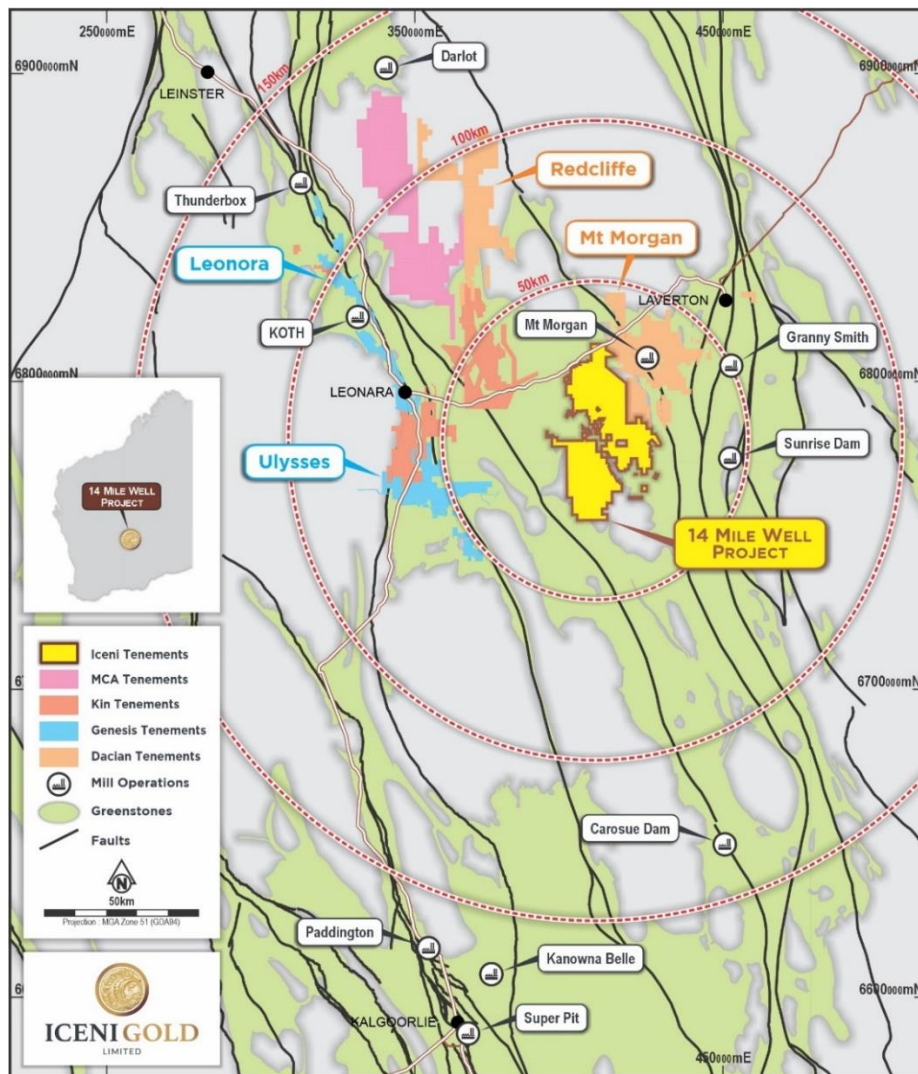 250000mE
350000mE
450000mE
6900000mN
6900000mN
Darlot
LEINSTER
150km
100km
Redcliffe
Thunderbox
Mt Morgan
Leonora
50km
LAVERTON
KOTH
Mt Morgan
Granny Smith
6800000mN
6800000mN
LEONARA
Sunrise Dam
Ulysses
14 MILE WELL
PROJECT
14 MILE WELL
PROJECT
Iceni Tenements
MCA Tenements
Kin Tenements
Genesis Tenements
Dacian Tenements
Mill Operations
Greenstones
Faults
N
50km
Projection : MGA Zone 51 (GDA94)
6700000mN
Carosue Dam
Paddington
Kanowna Belle
6600000mN
KALGOORLIE
Super Pit
450000mE
ICENI GOLD
LIMITED